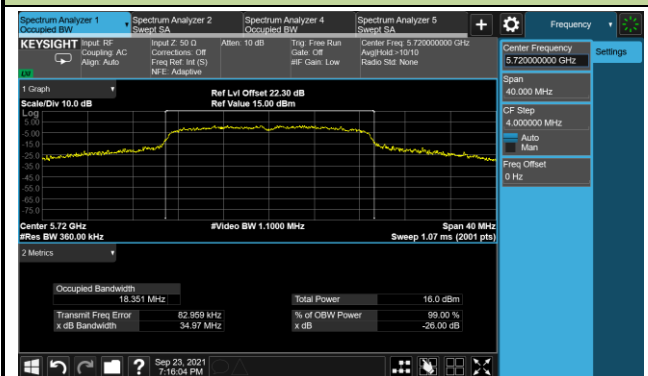 Spectrum Analyzer 1
Occupied BW
Spectrum Analyzer 2
Swept SA
Spectrum Analyzer 4
Occupied BW
Spectrum Analyzer 5
Swept SA
+
Frequency
KEYSIGHT
Input: RF
Coupling: AC
Align: Auto
Input Z: 50 Ω
Corrections: Off
Freq Ref: Int (S)
NFE: Adaptive
Atten: 10 dB
Trig: Free Run
Gate: Off
#IF Gain: Low
Center Freq: 5.720000000 GHz
Avg|Hold:>10/10
Radio Std: None
Center Frequency
5.720000000 GHz
Settings
Span
40.000 MHz
CF Step
4.000000 MHz
Auto
Man
Freq Offset
0 Hz
1 Graph
Scale/Div 10.0 dB
Ref Lvl Offset 22.30 dB
Ref Value 15.00 dBm
Log
5.00
-5.00
-15.0
-25.0
-35.0
-45.0
-55.0
-65.0
-75.0
Center 5.72 GHz
#Res BW 360.00 kHz
#Video BW 1.1000 MHz
Span 40 MHz
Sweep 1.07 ms (2001 pts)
2 Metrics
Occupied Bandwidth
18.351 MHz
Total Power 16.0 dBm
Transmit Freq Error 82.959 kHz
% of OBW Power 99.00 %
x dB Bandwidth 34.97 MHz
x dB -26.00 dB
?
Sep 23, 2021
7:16:04 PM